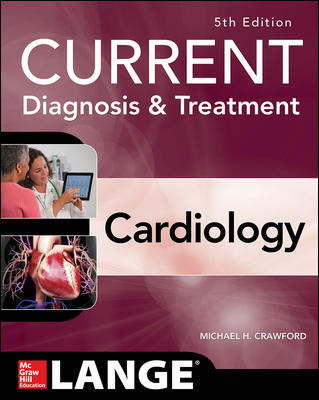 5th Edition
CURRENT
Diagnosis & Treatment
Cardiology
MICHAEL H. CRAWFORD
Mc
Graw
Hill
Education
LANGE®